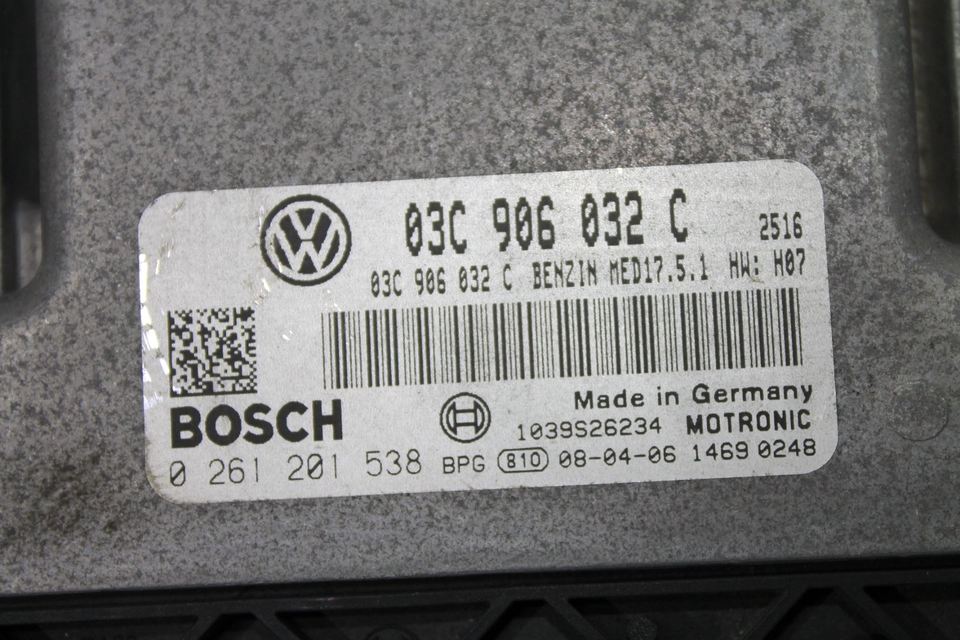 03C 906 032 C 2516
03C 906 032 C BENZIN MED17.5.1 HW: H07
Made in Germany
BOSCH 1039S26234 MOTRONIC
0 261 201 538 BPG 810 08-04-06 1469 0248